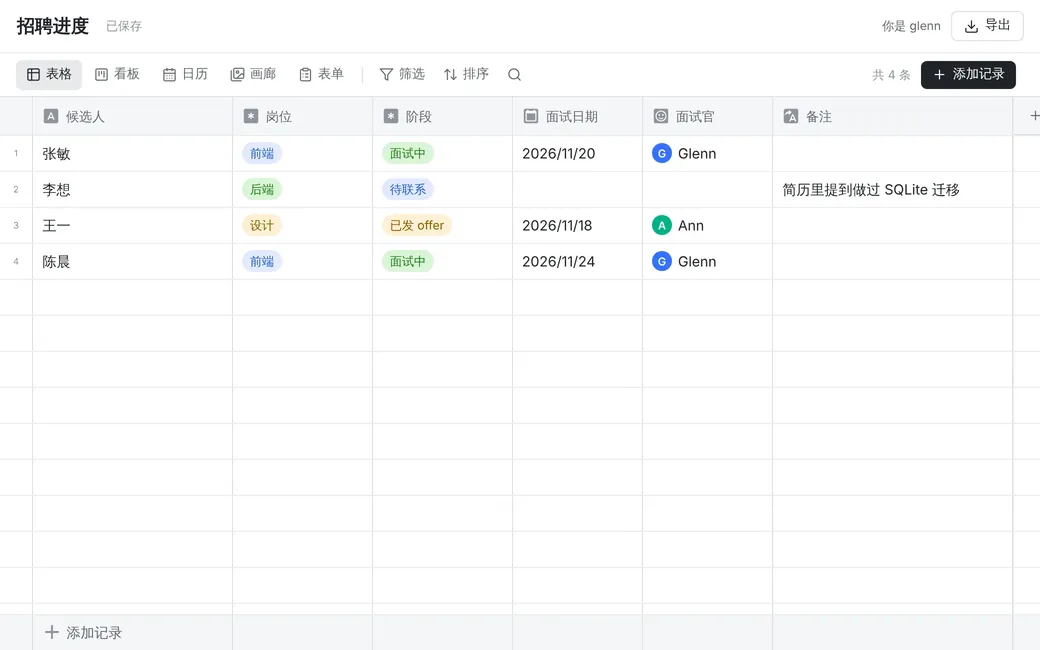 招聘进度 已保存 你是 glenn 导出
表格 看板 日历 画廊 表单 筛选 排序 共 4 条 添加记录
候选人 岗位 阶段 面试日期 面试官 备注
1 张敏 前端 面试中 2026/11/20 G Glenn
2 李想 后端 待联系 简历里提到做过 SQLite 迁移
3 王一 设计 已发 offer 2026/11/18 A Ann
4 陈晨 前端 面试中 2026/11/24 G Glenn
添加记录